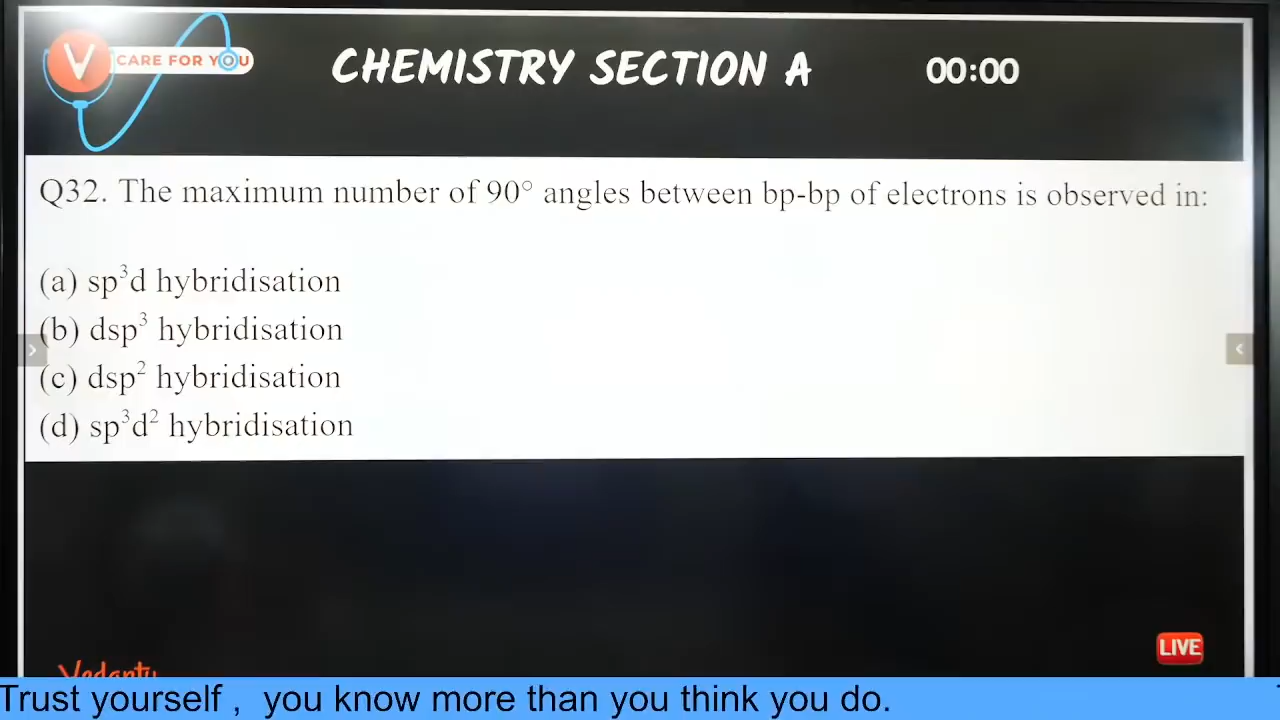 V CARE FOR YOU
CHEMISTRY SECTION A
00:00
Q32. The maximum number of 90° angles between bp-bp of electrons is observed in:
(a) sp³d hybridisation
(b) dsp³ hybridisation
(c) dsp² hybridisation
(d) sp³d² hybridisation
LIVE
Trust yourself , you know more than you think you do.